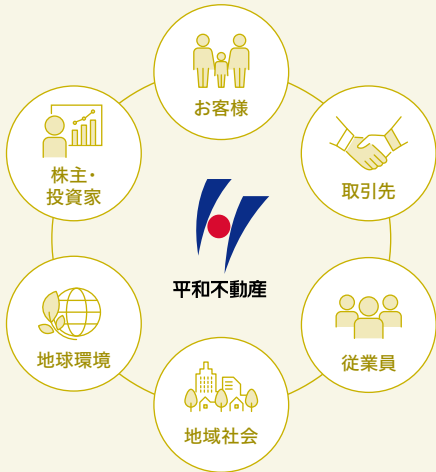 お客様
株主・
投資家
取引先
平和不動産
地球環境
従業員
地域社会